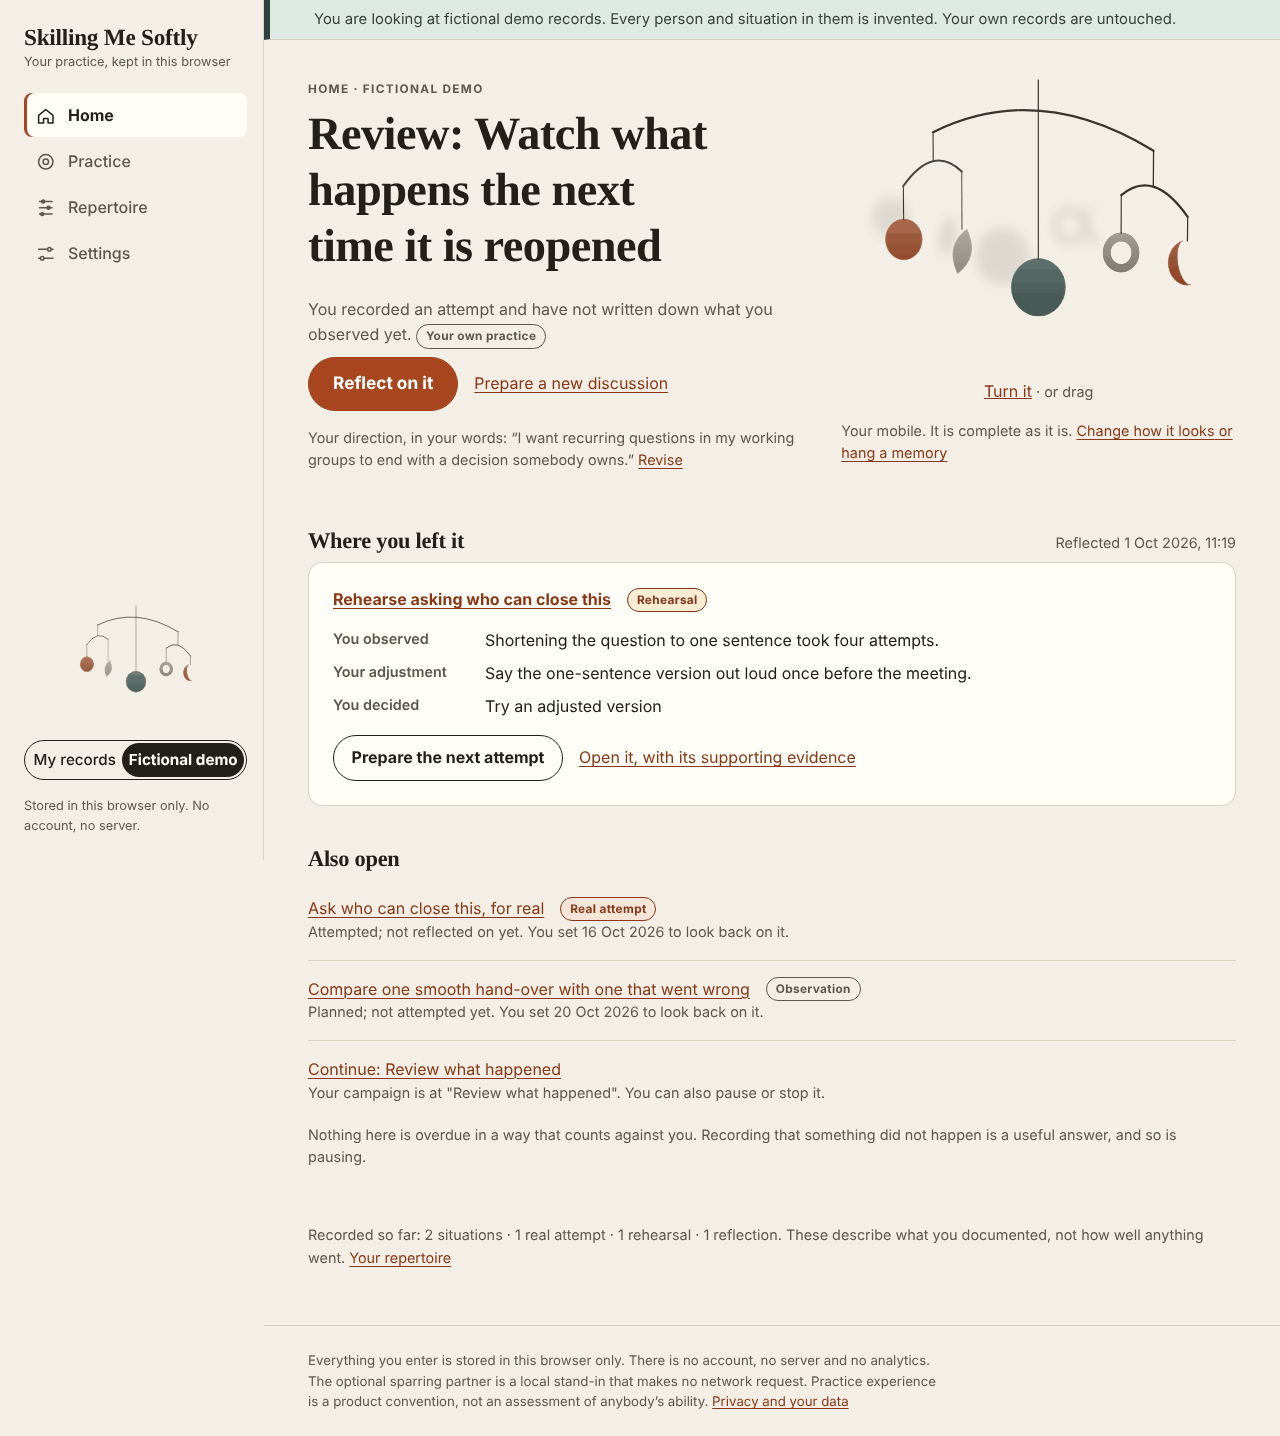 Skilling Me Softly
Your practice, kept in this browser
Home
Practice
Repertoire
Settings
My records
Fictional demo
Stored in this browser only. No
account, no server.
You are looking at fictional demo records. Every person and situation in them is invented. Your own records are untouched.
HOME · FICTIONAL DEMO
Review: Watch what
happens the next
time it is reopened
You recorded an attempt and have not written down what you
observed yet. Your own practice
Reflect on it
Prepare a new discussion
Your direction, in your words: “I want recurring questions in my working
groups to end with a decision somebody owns.” Revise
Turn it · or drag
Your mobile. It is complete as it is. Change how it looks or
hang a memory
Where you left it
Reflected 1 Oct 2026, 11:19
Rehearse asking who can close this
Rehearsal
You observed
Shortening the question to one sentence took four attempts.
Your adjustment
Say the one-sentence version out loud once before the meeting.
You decided
Try an adjusted version
Prepare the next attempt
Open it, with its supporting evidence
Also open
Ask who can close this, for real
Real attempt
Attempted; not reflected on yet. You set 16 Oct 2026 to look back on it.
Compare one smooth hand-over with one that went wrong
Observation
Planned; not attempted yet. You set 20 Oct 2026 to look back on it.
Continue: Review what happened
Your campaign is at "Review what happened". You can also pause or stop it.
Nothing here is overdue in a way that counts against you. Recording that something did not happen is a useful answer, and so is
pausing.
Recorded so far: 2 situations · 1 real attempt · 1 rehearsal · 1 reflection. These describe what you documented, not how well anything
went. Your repertoire
Everything you enter is stored in this browser only. There is no account, no server and no analytics.
The optional sparring partner is a local stand-in that makes no network request. Practice experience
is a product convention, not an assessment of anybody’s ability. Privacy and your data